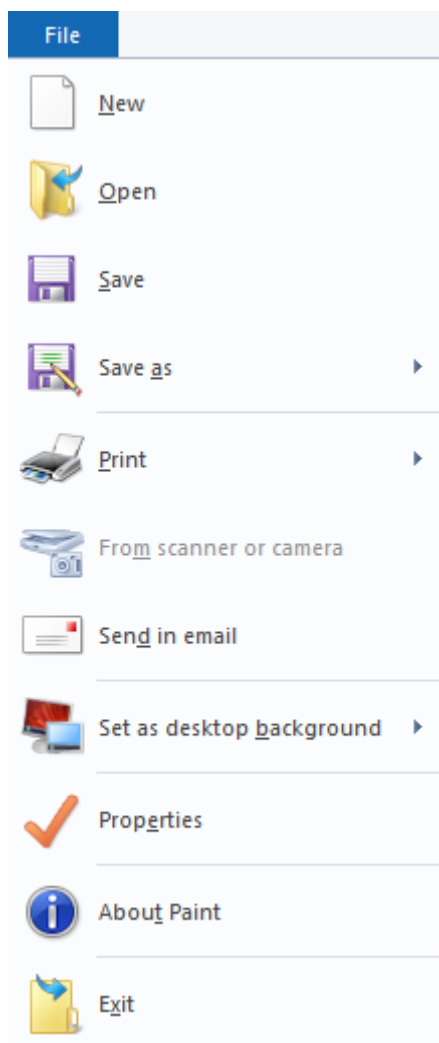 File
New
Open
Save
Save as
Print
From scanner or camera
Send in email
Set as desktop background
Properties
About Paint
Exit